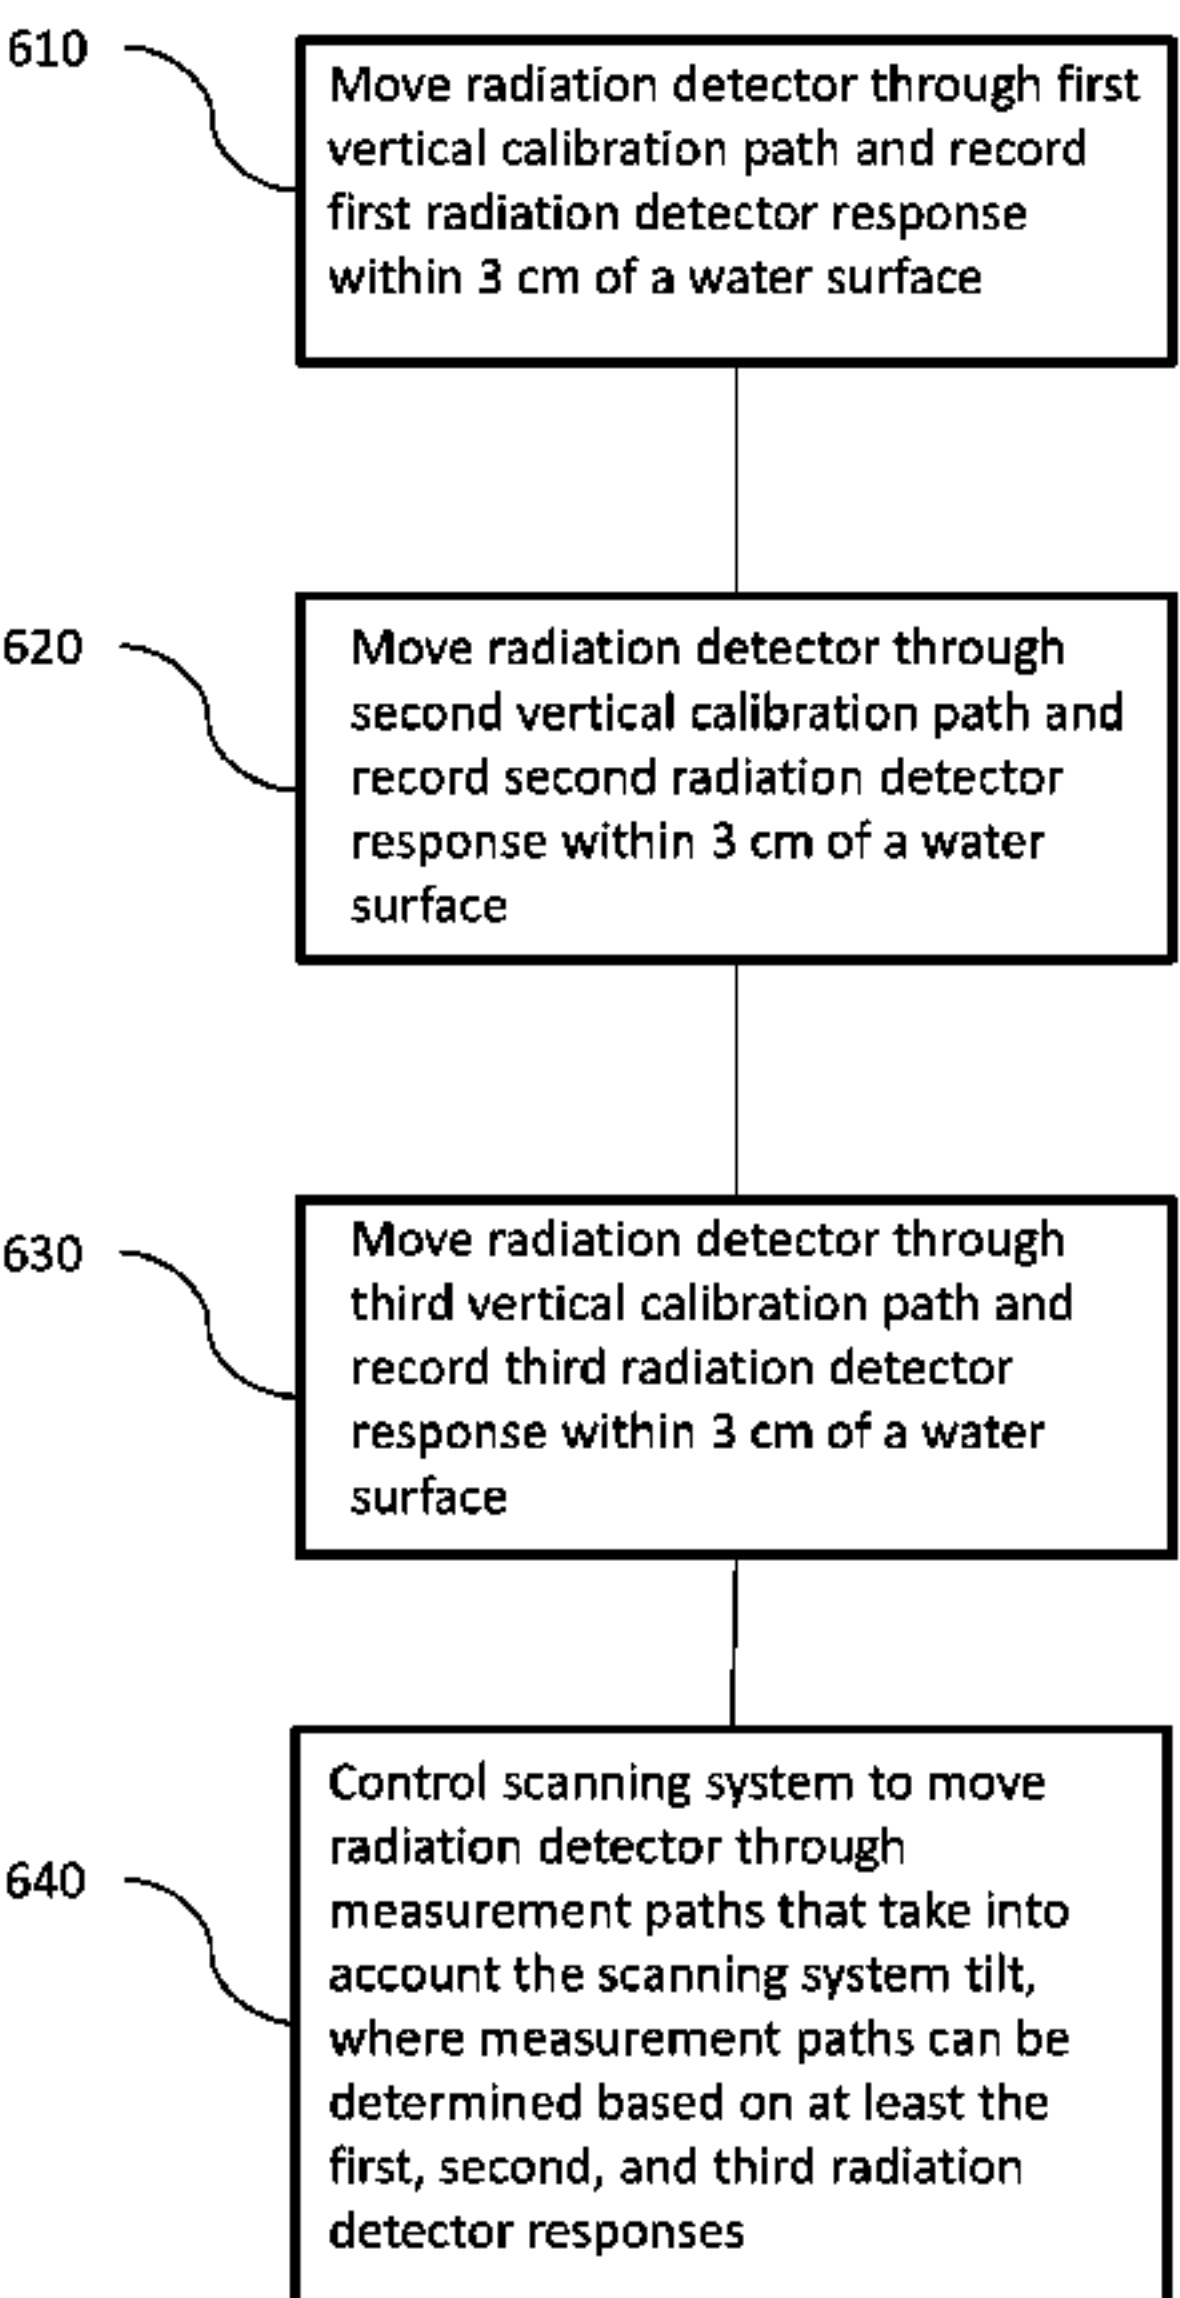 610
Move radiation detector through first
vertical calibration path and record
first radiation detector response
within 3 cm of a water surface
620
Move radiation detector through
second vertical calibration path and
record second radiation detector
response within 3 cm of a water
surface
630
Move radiation detector through
third vertical calibration path and
record third radiation detector
response within 3 cm of a water
surface
640
Control scanning system to move
radiation detector through
measurement paths that take into
account the scanning system tilt,
where measurement paths can be
determined based on at least the
first, second, and third radiation
detector responses